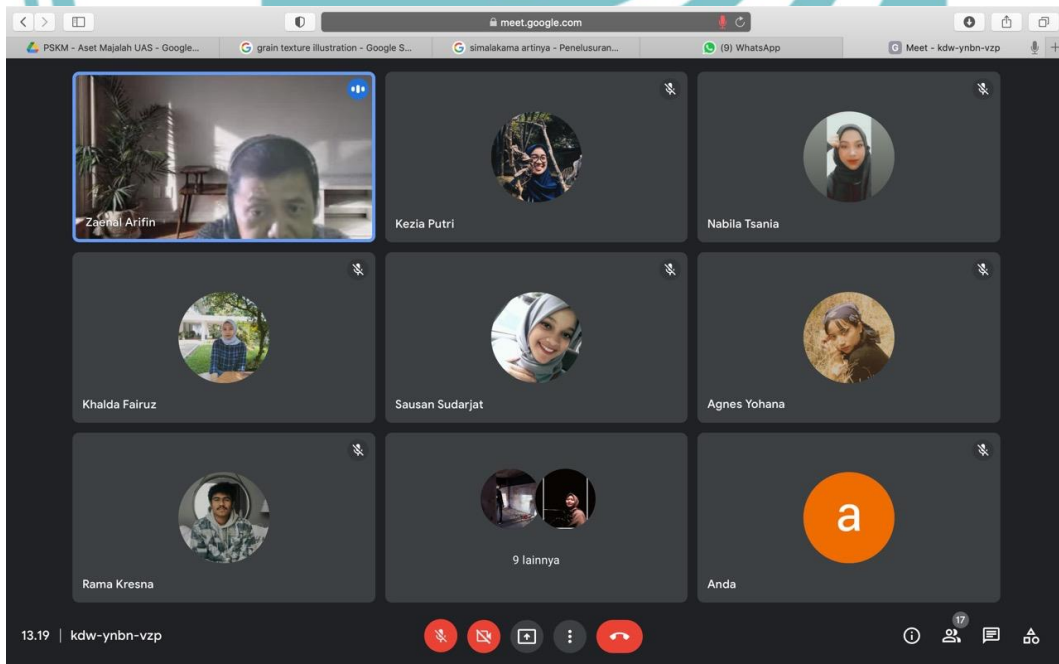 meet.google.com
PSKM - Aset Majalah UAS - Google...
grain texture illustration - Google S...
simalakama artinya - Penelusuran...
(9) WhatsApp
Meet - kdw-ynbn-vzp
Zaenal Arifin
Kezia Putri
Nabila Tsania
Khalda Fairuz
Sausan Sudarjat
Agnes Yohana
a
Rama Kresna
9 lainnya
Anda
17
13.19 | kdw-ynbn-vzp